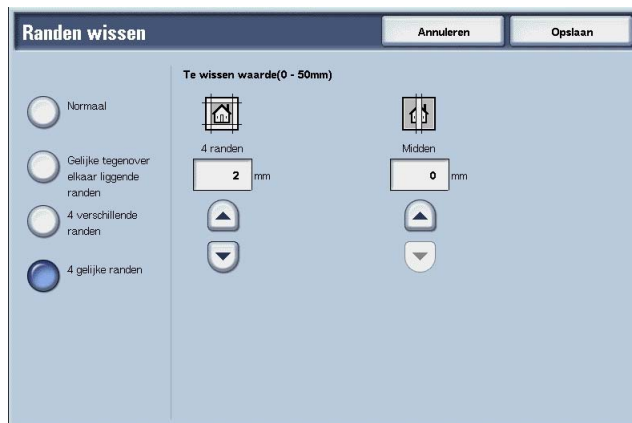 Randen wissen
Annuleren
Opslaan
Te wissen waarde(0 - 50mm)
Normaal
Gelijke tegenover
elkaar liggende
randen
4 verschillende
randen
4 gelijke randen
4 randen
2 mm
Midden
0 mm